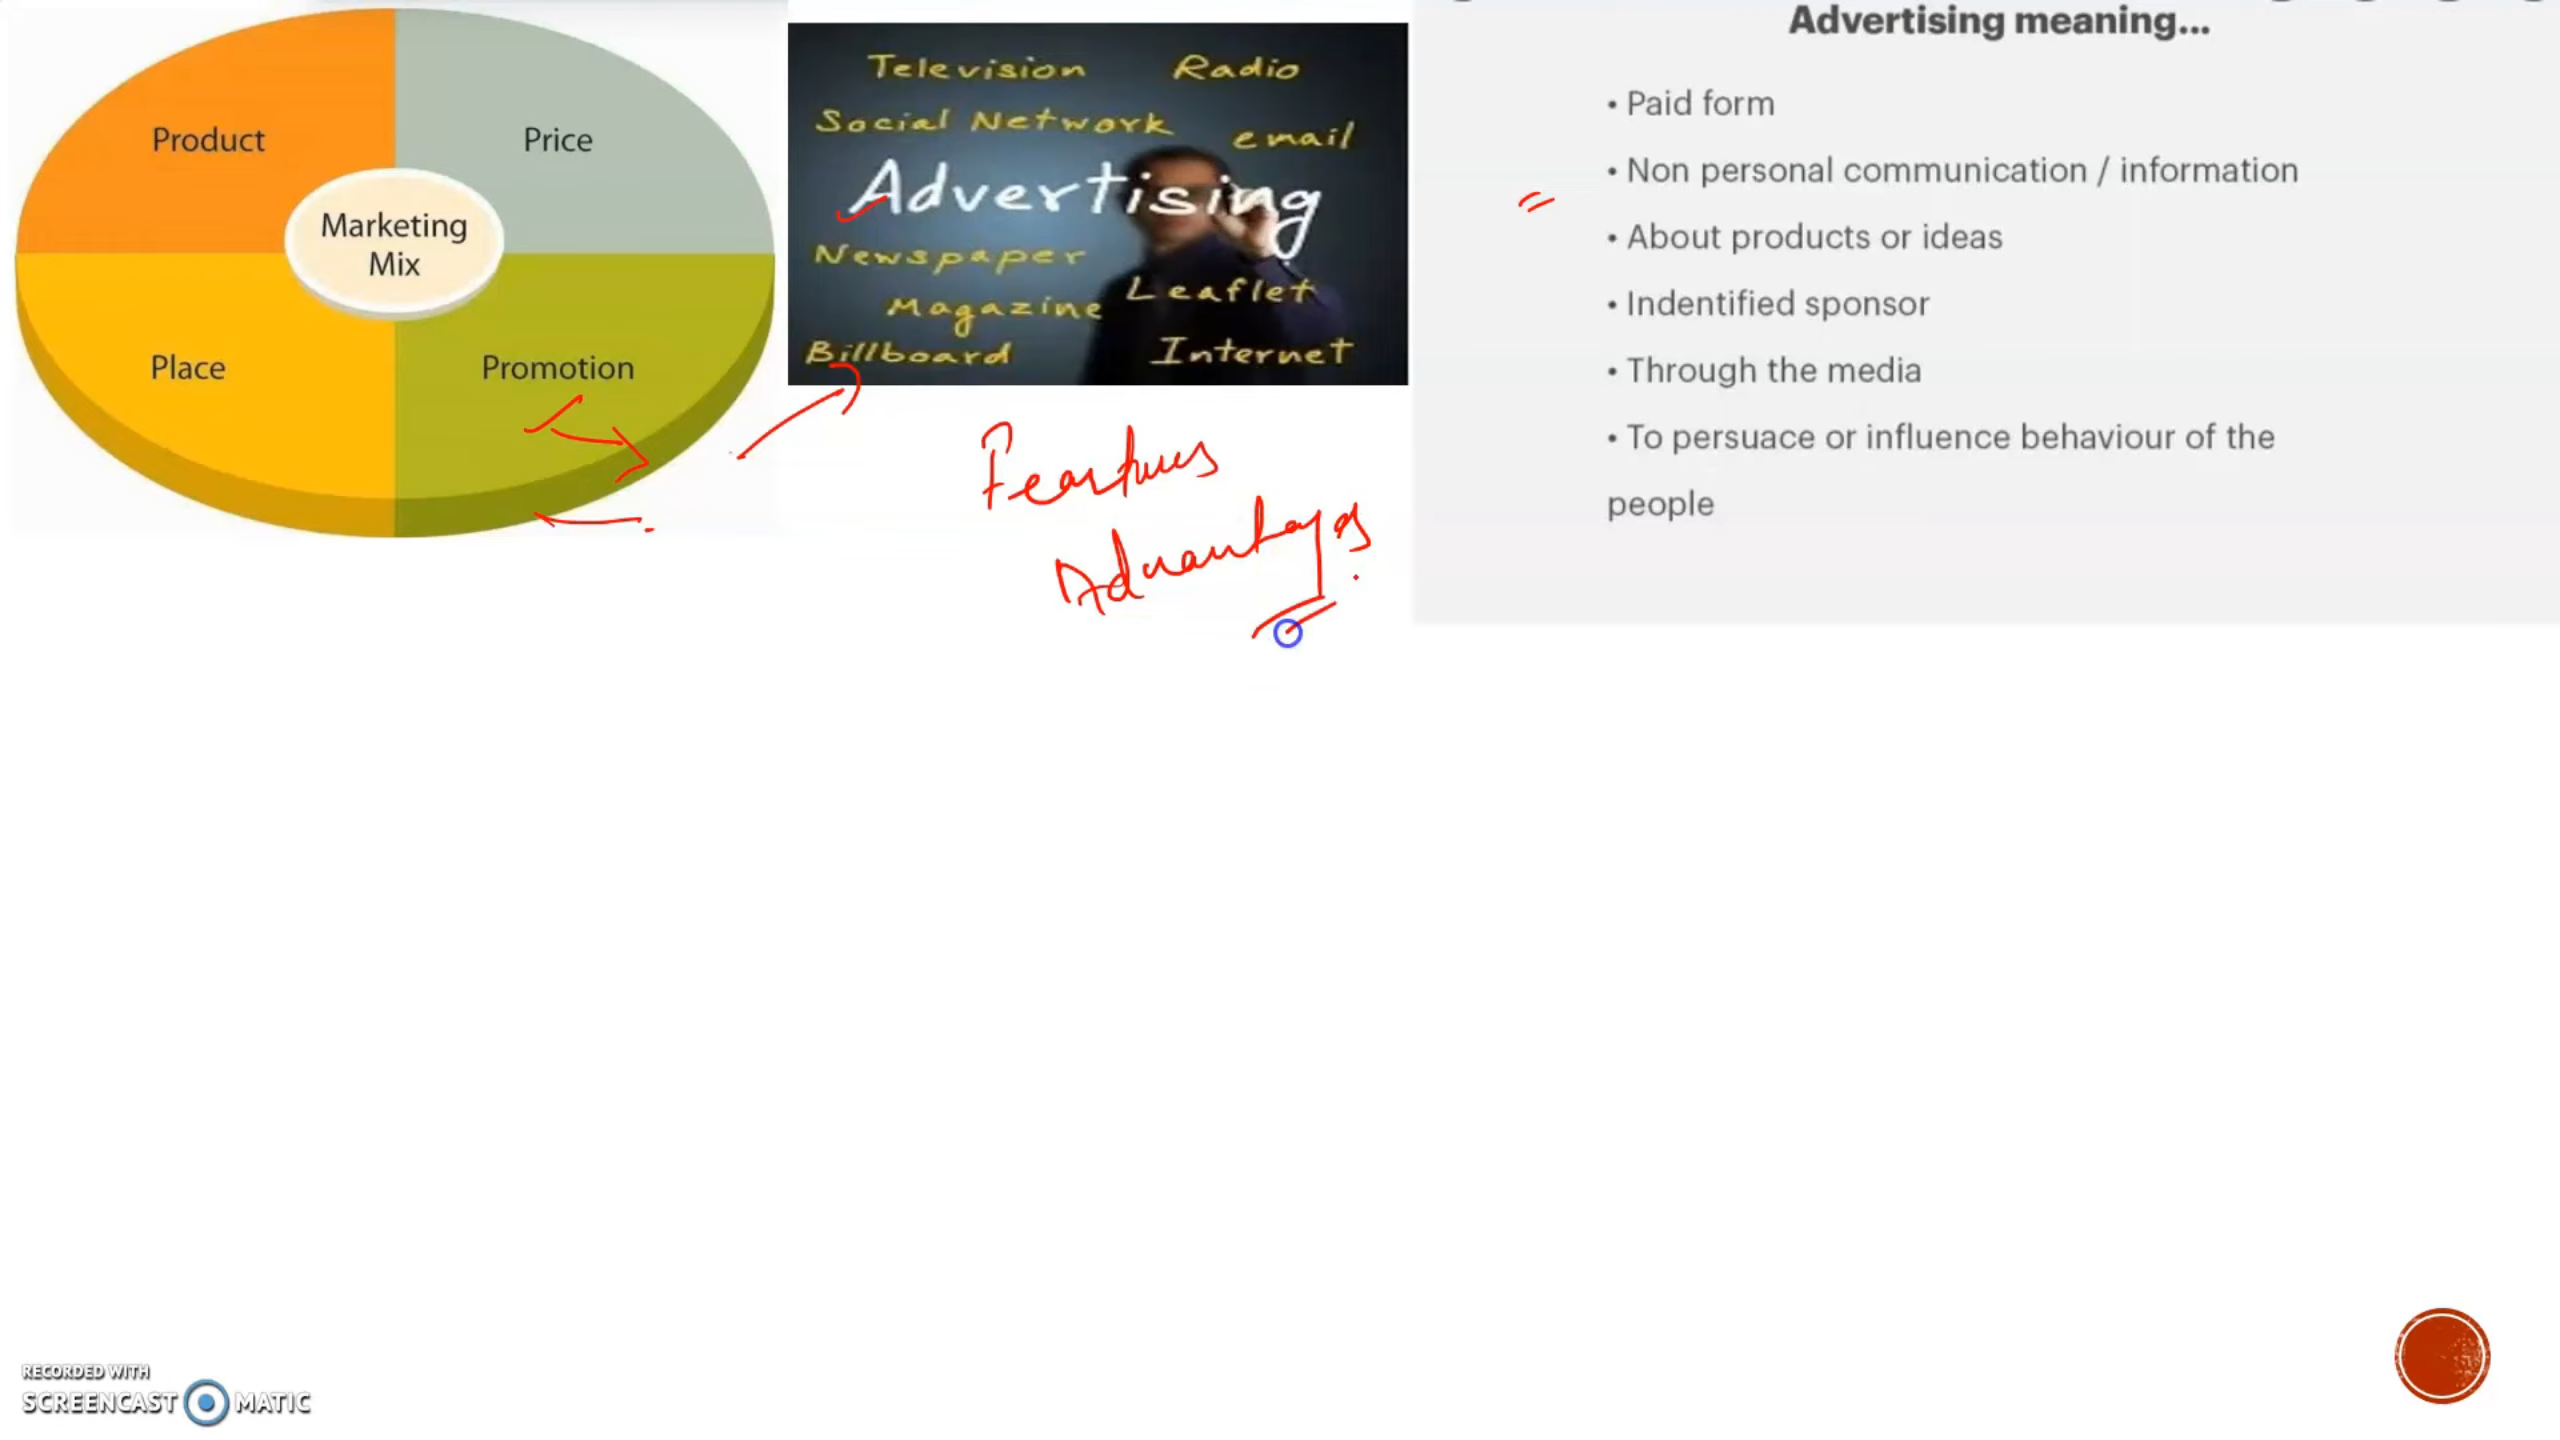 Product
Price
Marketing
Mix
Place
Promotion
Television Radio
Social Network email
Advertising
Newspaper
Leaflet
Magazine
Billboard Internet
Advertising meaning...
• Paid form
• Non personal communication / information
• About products or ideas
• Indentified sponsor
• Through the media
• To persuace or influence behaviour of the
people
Features
Advantages
RECORDED WITH
SCREENCAST MATIC